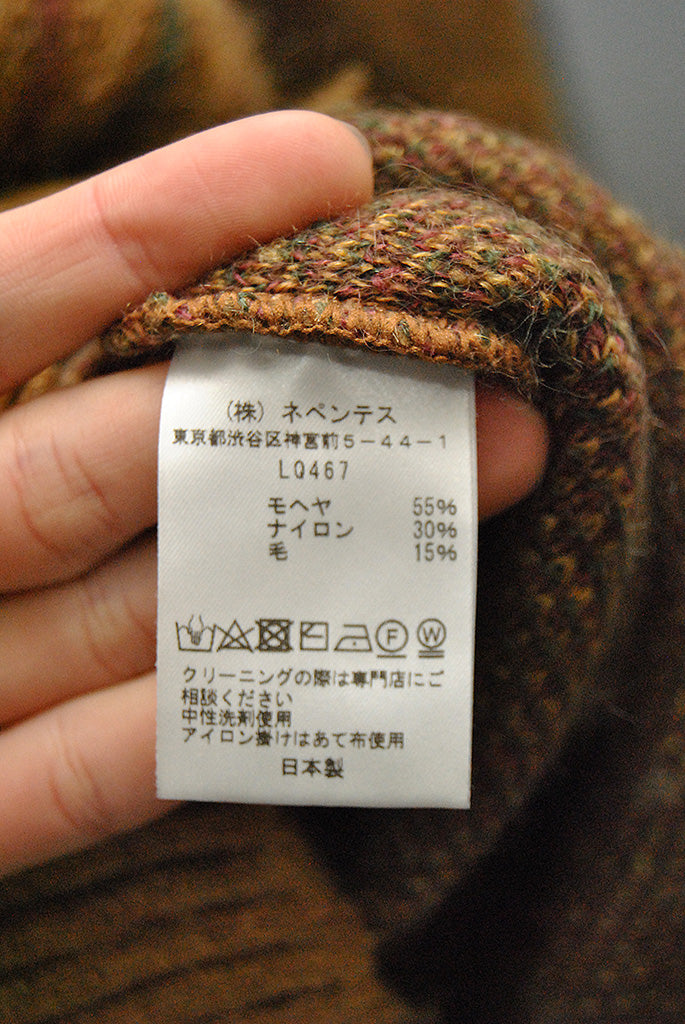 (株) ネペンテス
東京都渋谷区神宮前5-44-1
LQ467
モヘヤ 55%
ナイロン 30%
毛 15%
F W
クリーニングの際は専門店にご
相談ください
中性洗剤使用
アイロン掛けはあて布使用
日本製